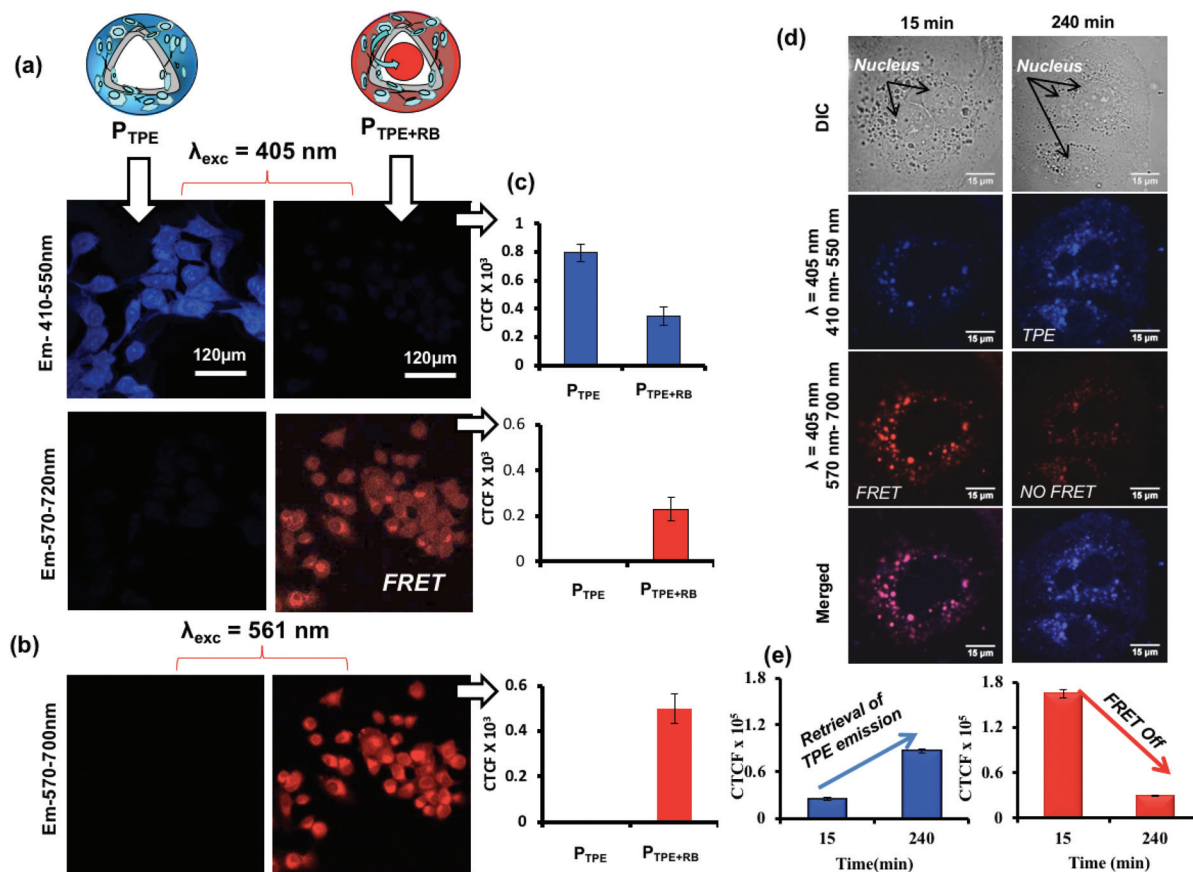 (a)
P_TPE
P_TPE+RB
λ_exc = 405 nm
Em- 410-550nm
120μm
120μm
Em-570-720nm
FRET
(b)
λ_exc = 561 nm
Em-570-700nm
(c)
CTCF X 10³
1
0.8
0.6
0.4
0.2
0
P_TPE
P_TPE+RB
CTCF X 10³
0.6
0.4
0.2
0
P_TPE
P_TPE+RB
CTCF X 10³
0.6
0.4
0.2
0
P_TPE
P_TPE+RB
(d)
15 min
240 min
DIC
Nucleus
15 μm
Nucleus
15 μm
λ = 405 nm
410 nm- 550 nm
15 μm
TPE
15 μm
λ = 405 nm
570 nm- 700 nm
FRET
15 μm
NO FRET
15 μm
Merged
15 μm
15 μm
(e)
CTCF x 10⁵
1.8
1.2
0.6
0
Retrieval of
TPE emission
15
240
Time(min)
CTCF x 10⁵
1.8
1.2
0.6
0
FRET Off
15
240
Time (min)